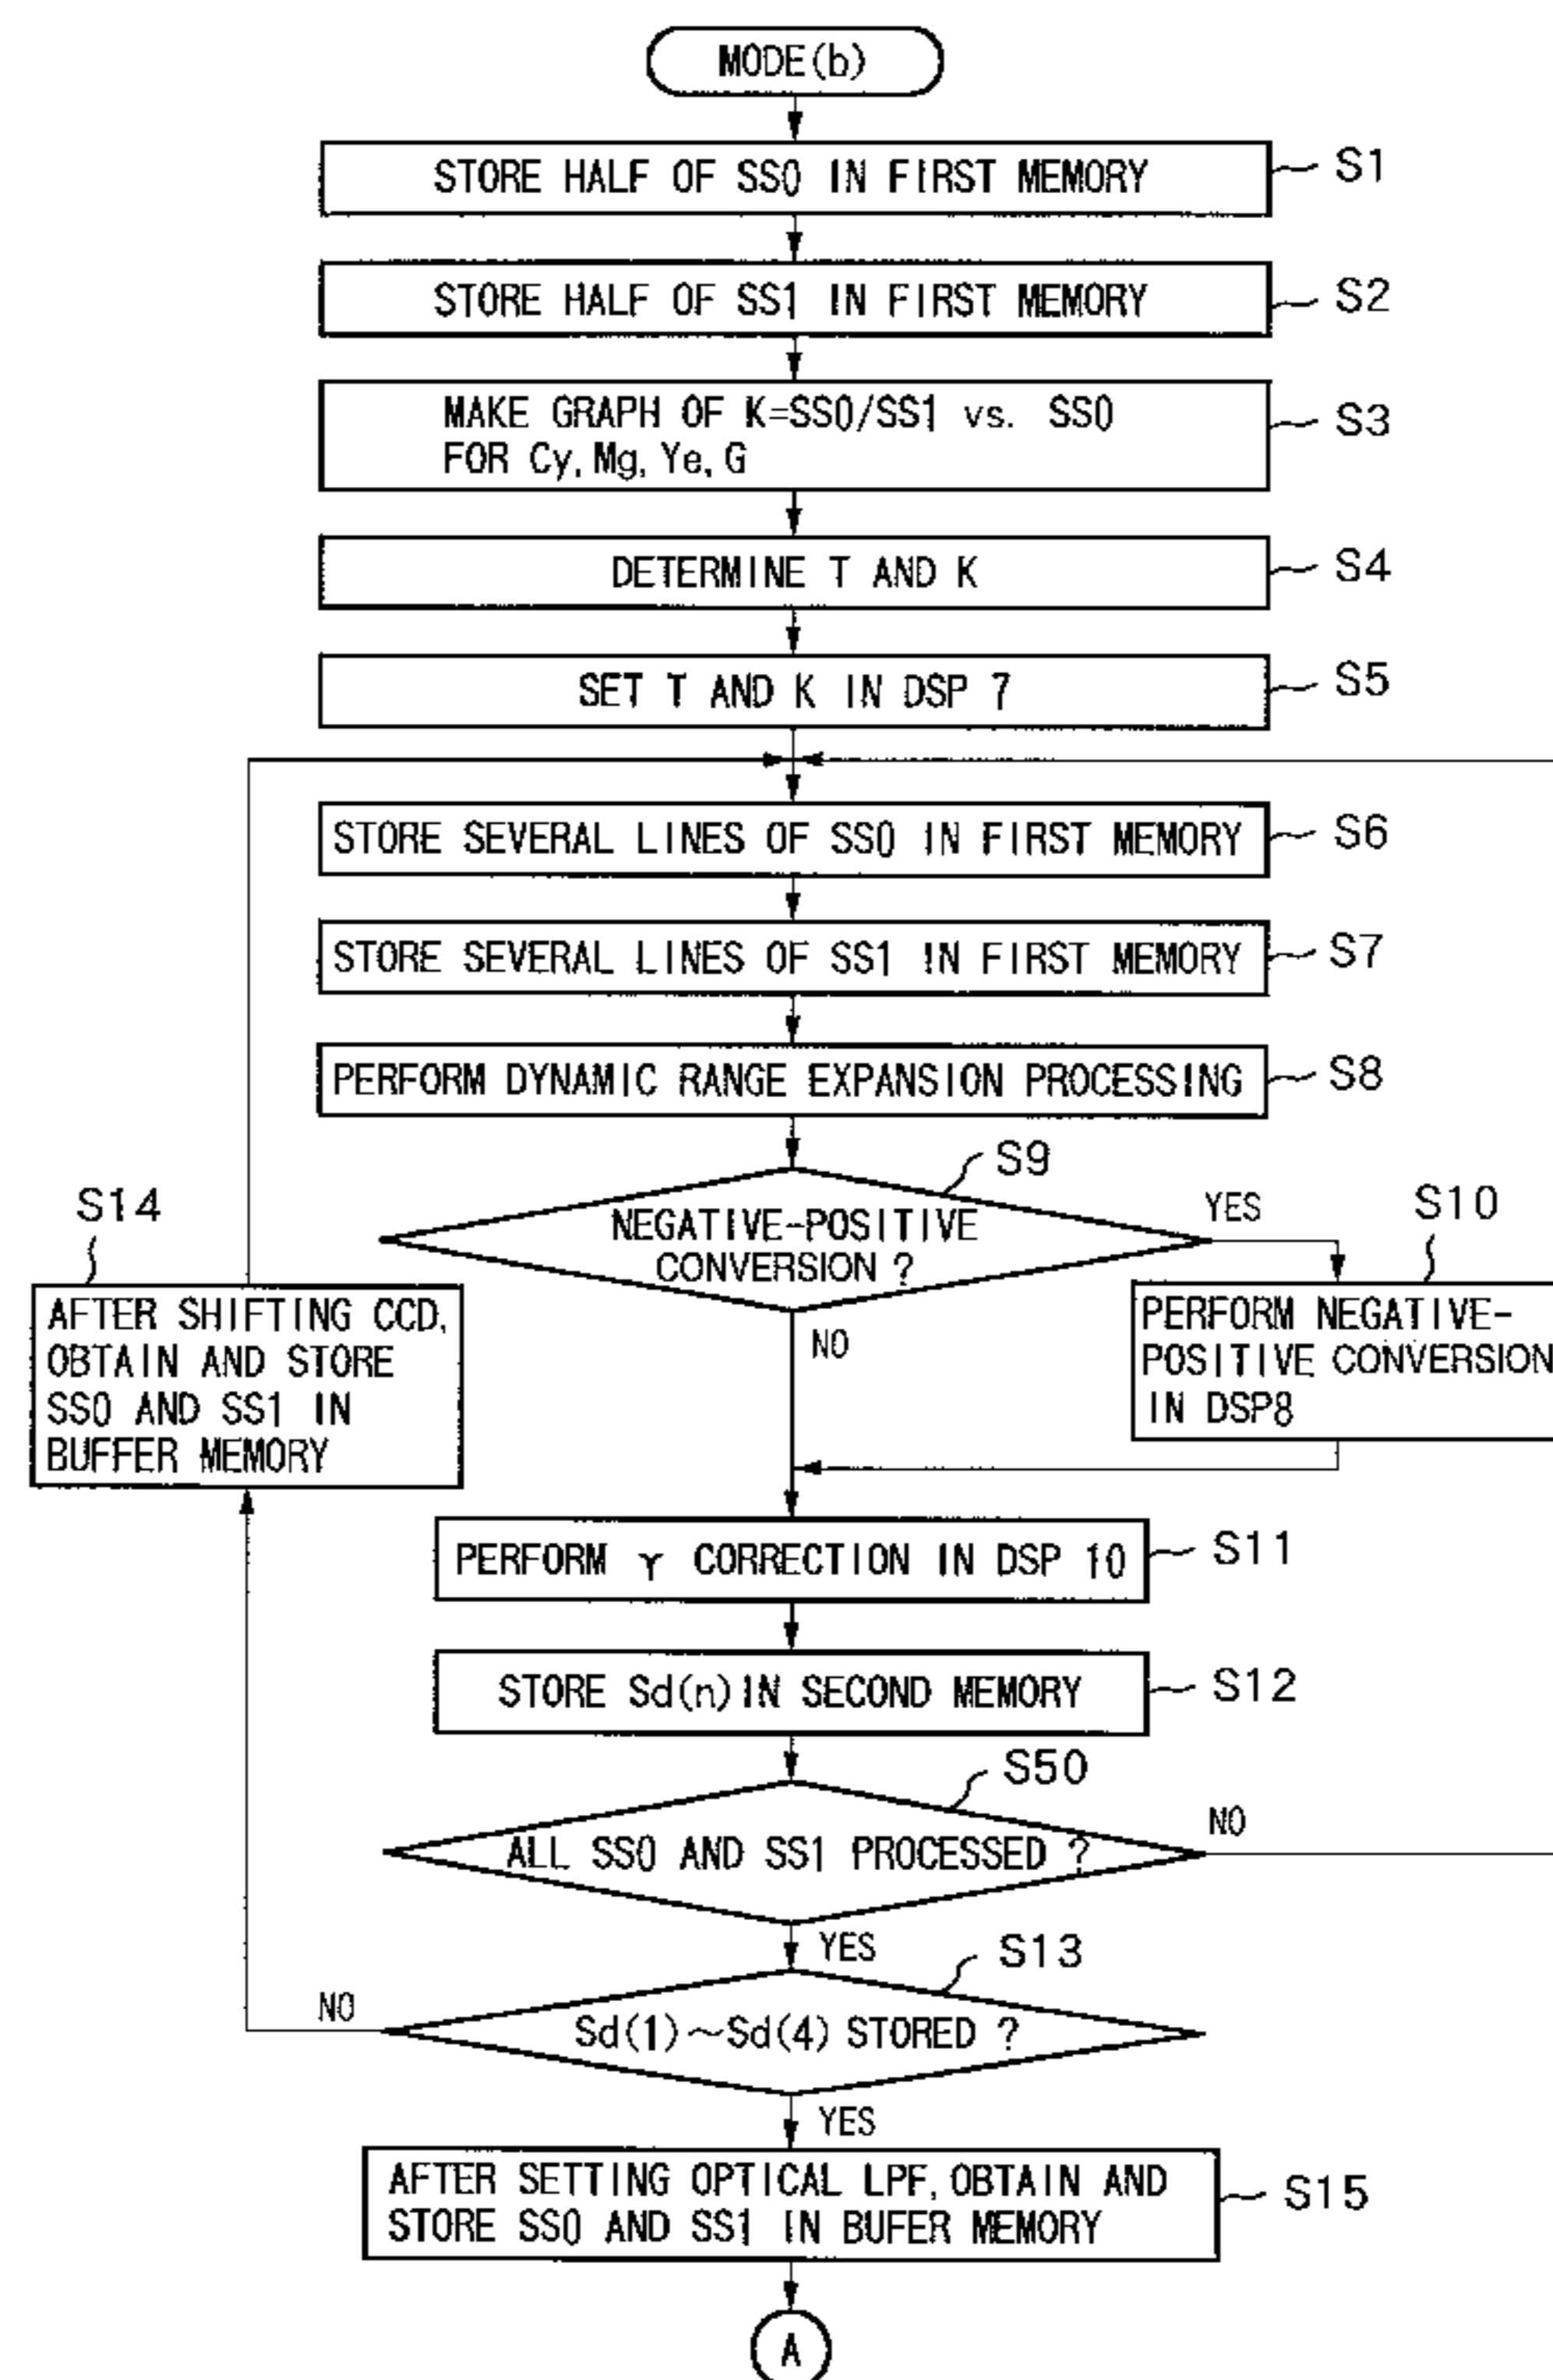 MODE(b)
STORE HALF OF SS0 IN FIRST MEMORY
S1
STORE HALF OF SS1 IN FIRST MEMORY
S2
MAKE GRAPH OF K=SS0/SS1 vs. SS0
FOR Cy, Mg, Ye, G
S3
DETERMINE T AND K
S4
SET T AND K IN DSP 7
S5
STORE SEVERAL LINES OF SS0 IN FIRST MEMORY
S6
STORE SEVERAL LINES OF SS1 IN FIRST MEMORY
S7
PERFORM DYNAMIC RANGE EXPANSION PROCESSING
S8
S9
NEGATIVE-POSITIVE
CONVERSION ?
YES
NO
S10
PERFORM NEGATIVE-
POSITIVE CONVERSION
IN DSP8
S14
AFTER SHIFTING CCD,
OBTAIN AND STORE
SS0 AND SS1 IN
BUFFER MEMORY
PERFORM γ CORRECTION IN DSP 10
S11
STORE Sd(n) IN SECOND MEMORY
S12
S50
ALL SS0 AND SS1 PROCESSED ?
NO
YES
S13
Sd(1)~Sd(4) STORED ?
NO
YES
AFTER SETTING OPTICAL LPF, OBTAIN AND
STORE SS0 AND SS1 IN BUFER MEMORY
S15
A